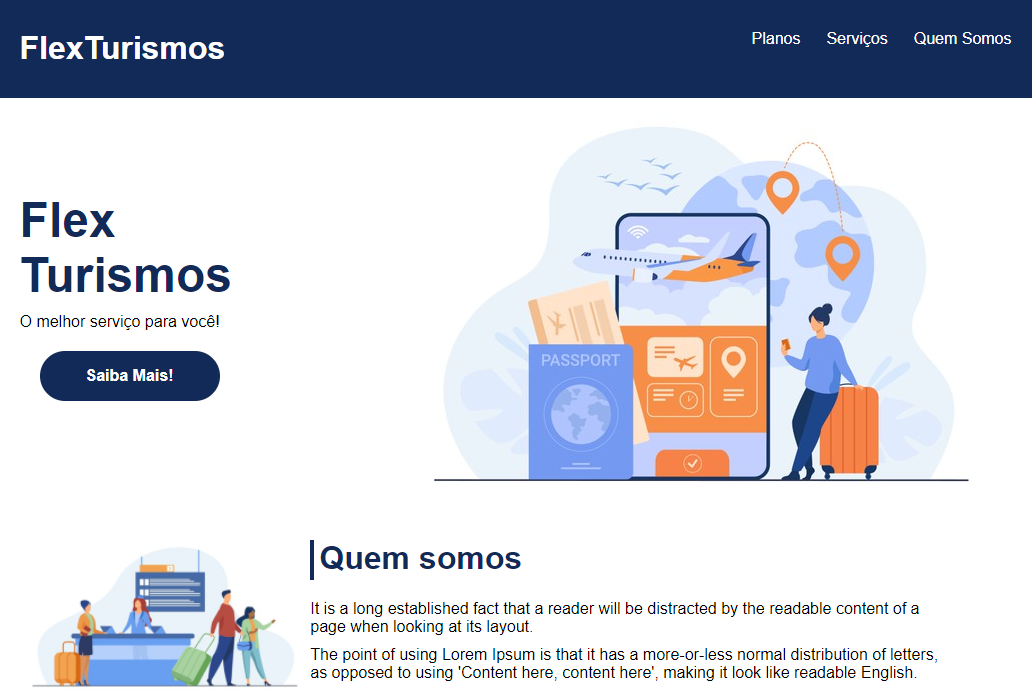 FlexTurismos
Planos Serviços Quem Somos
Flex
Turismos
O melhor serviço para você!
Saiba Mais!
PASSPORT
Quem somos
It is a long established fact that a reader will be distracted by the readable content of a
page when looking at its layout.
The point of using Lorem Ipsum is that it has a more-or-less normal distribution of letters,
as opposed to using 'Content here, content here', making it look like readable English.